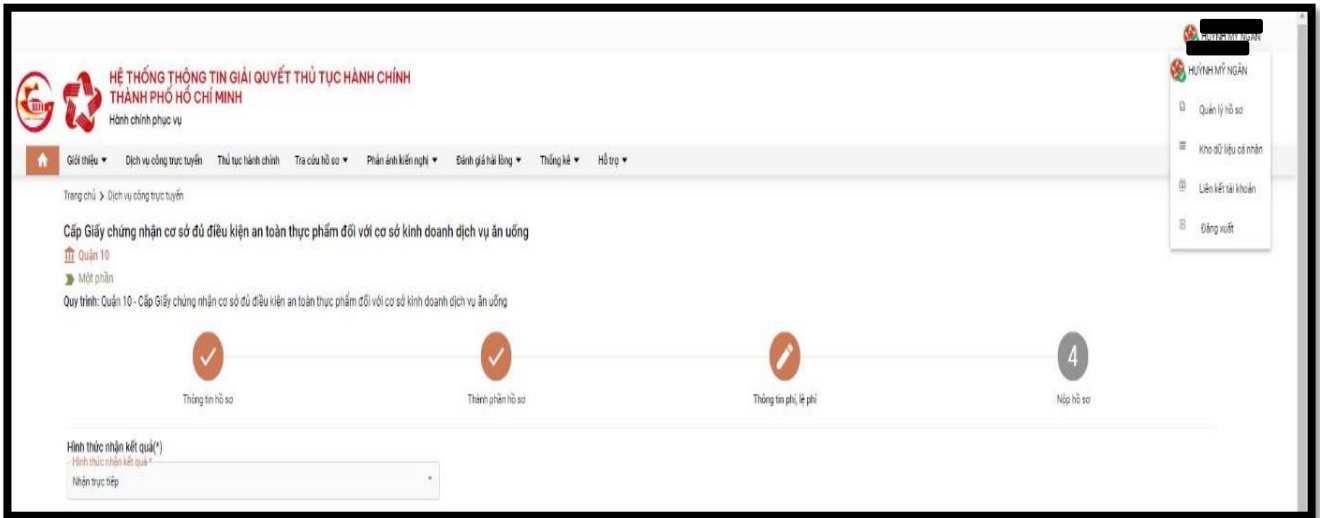 HUỲNH MỸ NGÂN
HUỲNH MỸ NGÂN
Quản lý hồ sơ
Kho dữ liệu cá nhân
Liên kết tài khoản
Đăng xuất
HỆ THỐNG THÔNG TIN GIẢI QUYẾT THỦ TỤC HÀNH CHÍNH
THÀNH PHỐ HỒ CHÍ MINH
Hành chính phục vụ
Giới thiệu Dịch vụ công trực tuyến Thủ tục hành chính Tra cứu hồ sơ Phản ánh kiến nghị Đánh giá hài lòng Thống kê Hỗ trợ
Trang chủ > Dịch vụ công trực tuyến
Cấp Giấy chứng nhận cơ sở đủ điều kiện an toàn thực phẩm đối với cơ sở kinh doanh dịch vụ ăn uống
Quận 10
Một phần
Quy trình: Quận 10 - Cấp Giấy chứng nhận cơ sở đủ điều kiện an toàn thực phẩm đối với cơ sở kinh doanh dịch vụ ăn uống
4
Thông tin hồ sơ Thành phần hồ sơ Thông tin phí, lệ phí Nộp hồ sơ
Hình thức nhận kết quả(*)
Hình thức nhận kết quả *
Nhận trực tiếp